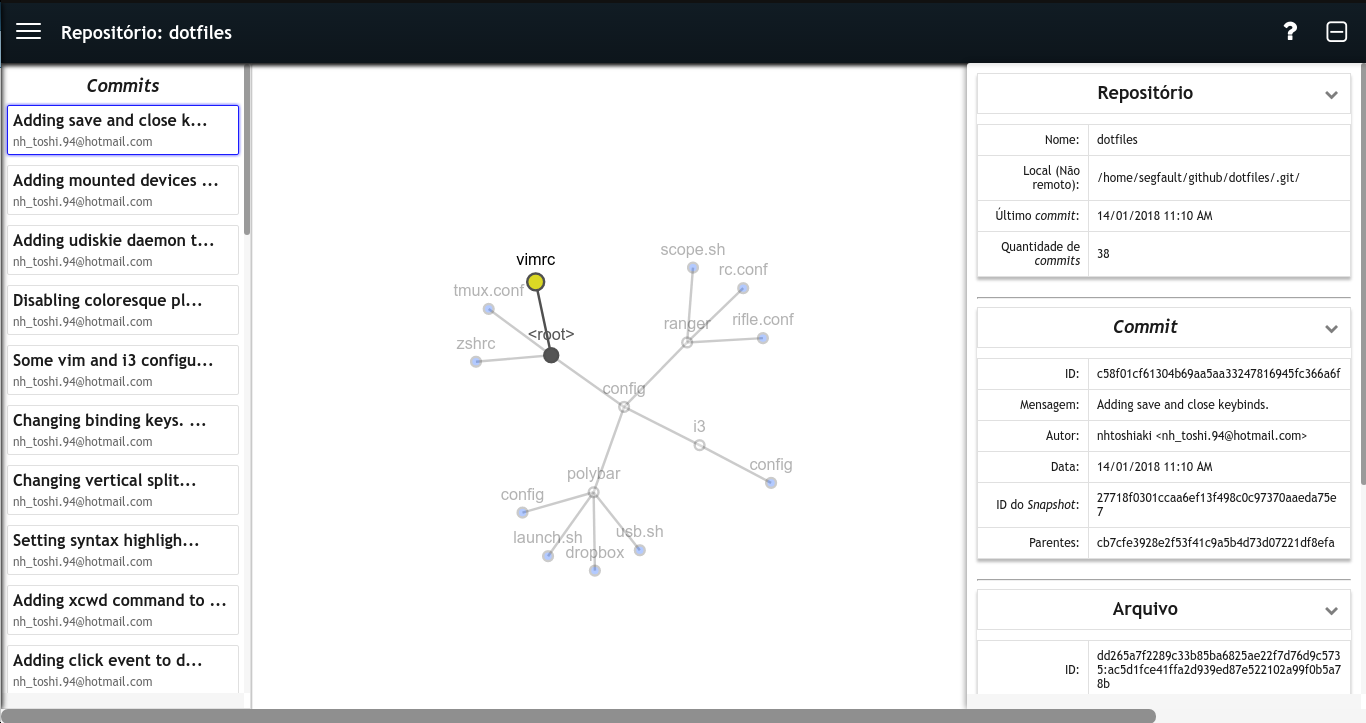 Repositório: dotfiles
?
Commits
Adding save and close k...
nh_toshi.94@hotmail.com
Adding mounted devices ...
nh_toshi.94@hotmail.com
Adding udiskie daemon t...
nh_toshi.94@hotmail.com
Disabling coloresque pl...
nh_toshi.94@hotmail.com
Some vim and i3 configu...
nh_toshi.94@hotmail.com
Changing binding keys. ...
nh_toshi.94@hotmail.com
Changing vertical split...
nh_toshi.94@hotmail.com
Setting syntax highligh...
nh_toshi.94@hotmail.com
Adding xcwd command to ...
nh_toshi.94@hotmail.com
Adding click event to d...
nh_toshi.94@hotmail.com
vimrc
tmux.conf
<root>
zshrc
scope.sh
rc.conf
ranger
rifle.conf
config
i3
config
polybar
config
launch.sh
usb.sh
dropbox
Repositório
Nome: dotfiles
Local (Não
remoto): /home/segfault/github/dotfiles/.git/
Último commit: 14/01/2018 11:10 AM
Quantidade de
commits 38
Commit
ID: c58f01cf61304b69aa5aa33247816945fc366a6f
Mensagem: Adding save and close keybinds.
Autor: nhtoshiaki <nh_toshi.94@hotmail.com>
Data: 14/01/2018 11:10 AM
ID do Snapshot: 27718f0301ccaa6ef13f498c0c97370aaeda75e
7
Parentes: cb7cfe3928e2f53f41c9a5b4d73d07221df8efa
Arquivo
ID: dd265a7f2289c33b85ba6825ae22f7d76d9c573
5:ac5d1fce41ffa2d939ed87e522102a99f0b5a7
8b